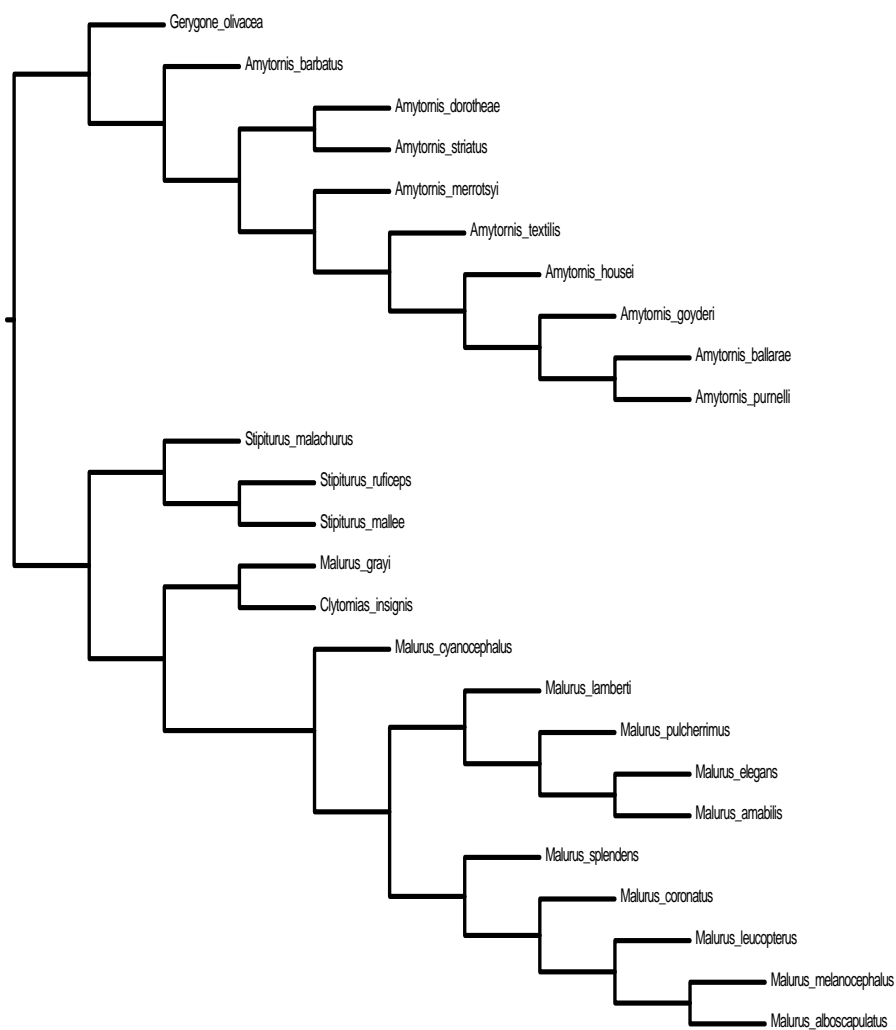 Gerygone_olivacea
Amytornis_barbatus
Amytornis_dorotheae
Amytornis_striatus
Amytornis_merrotsyi
Amytornis_textilis
Amytornis_housei
Amytornis_goyderi
Amytornis_ballarae
Amytornis_purnelli
Stipiturus_malachurus
Stipiturus_ruficeps
Stipiturus_mallee
Malurus_grayi
Clytomias_insignis
Malurus_cyanocephalus
Malurus_lamberti
Malurus_pulcherrimus
Malurus_elegans
Malurus_amabilis
Malurus_splendens
Malurus_coronatus
Malurus_leucopterus
Malurus_melanocephalus
Malurus_alboscapulatus